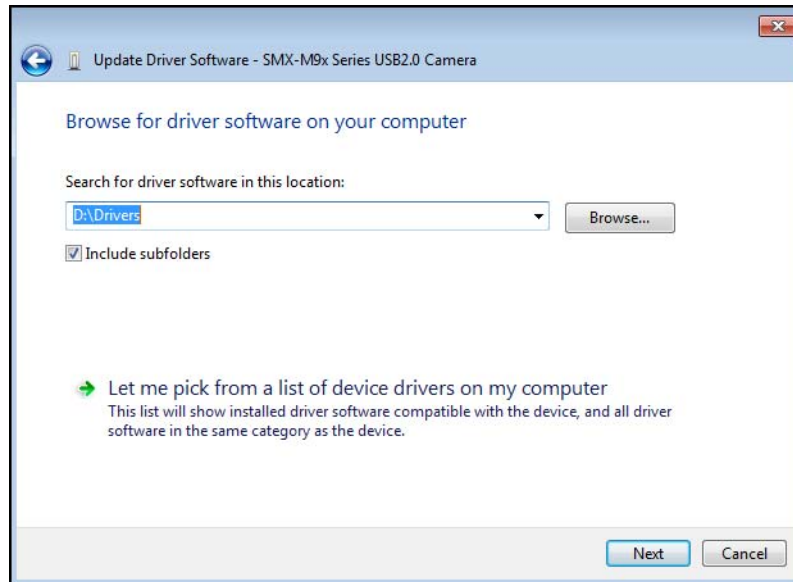 Update Driver Software - SMX-M9x Series USB2.0 Camera
Browse for driver software on your computer
Search for driver software in this location:
D:\Drivers
Browse...
Include subfolders
Let me pick from a list of device drivers on my computer
This list will show installed driver software compatible with the device, and all driver
software in the same category as the device.
Next
Cancel